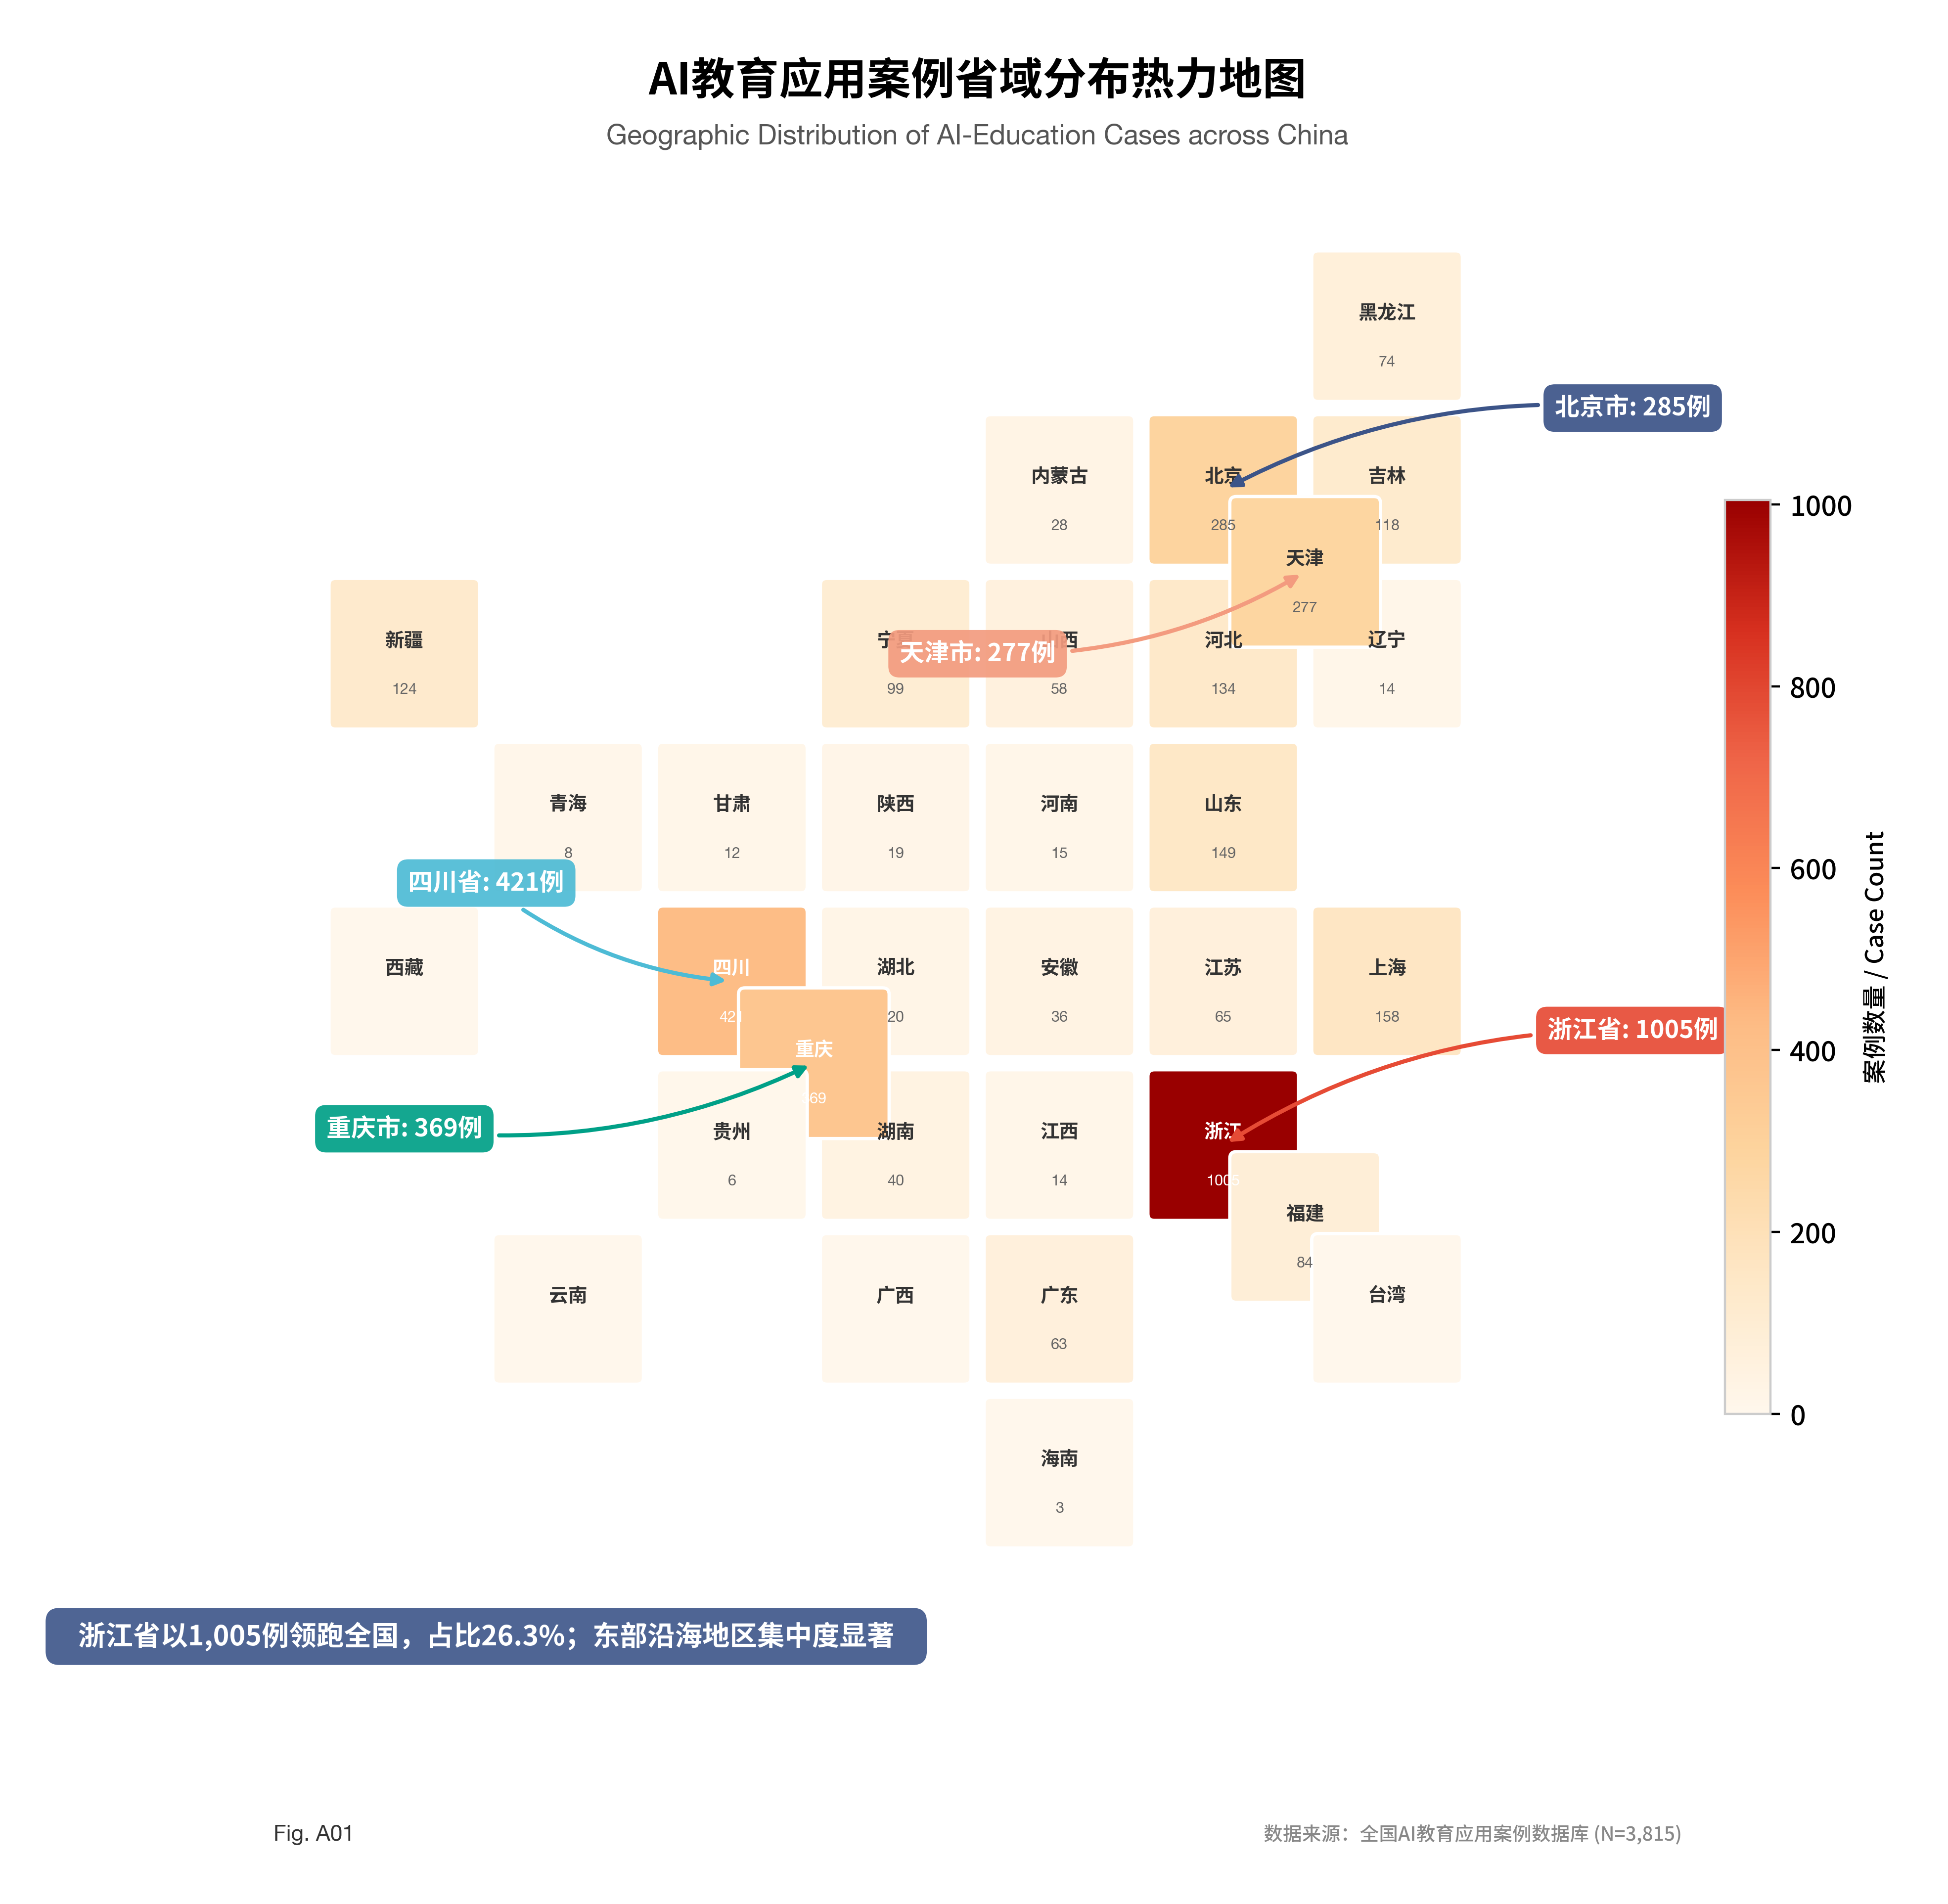 AI教育应用案例省域分布热力地图
Geographic Distribution of AI-Education Cases across China
黑龙江
74
北京市: 285例
内蒙古
北京
吉林
28
285
118
天津
277
1000
新疆
宁
西
河北
辽宁
天津市: 277例
124
99
58
134
14
800
青海
甘肃
陕西
河南
山东
8
12
19
15
149
四川省: 421例
600
西藏
四川
湖北
安徽
江苏
上海
42
20
36
65
158
浙江省: 1005例
重庆
400
案例数量 / Case Count
69
重庆市: 369例
贵州
湖南
江西
浙江
6
40
14
1005
福建
84
200
云南
广西
广东
台湾
63
0
海南
3
浙江省以1,005例领跑全国，占比26.3%；东部沿海地区集中度显著
Fig. A01
数据来源：全国AI教育应用案例数据库 (N=3,815)